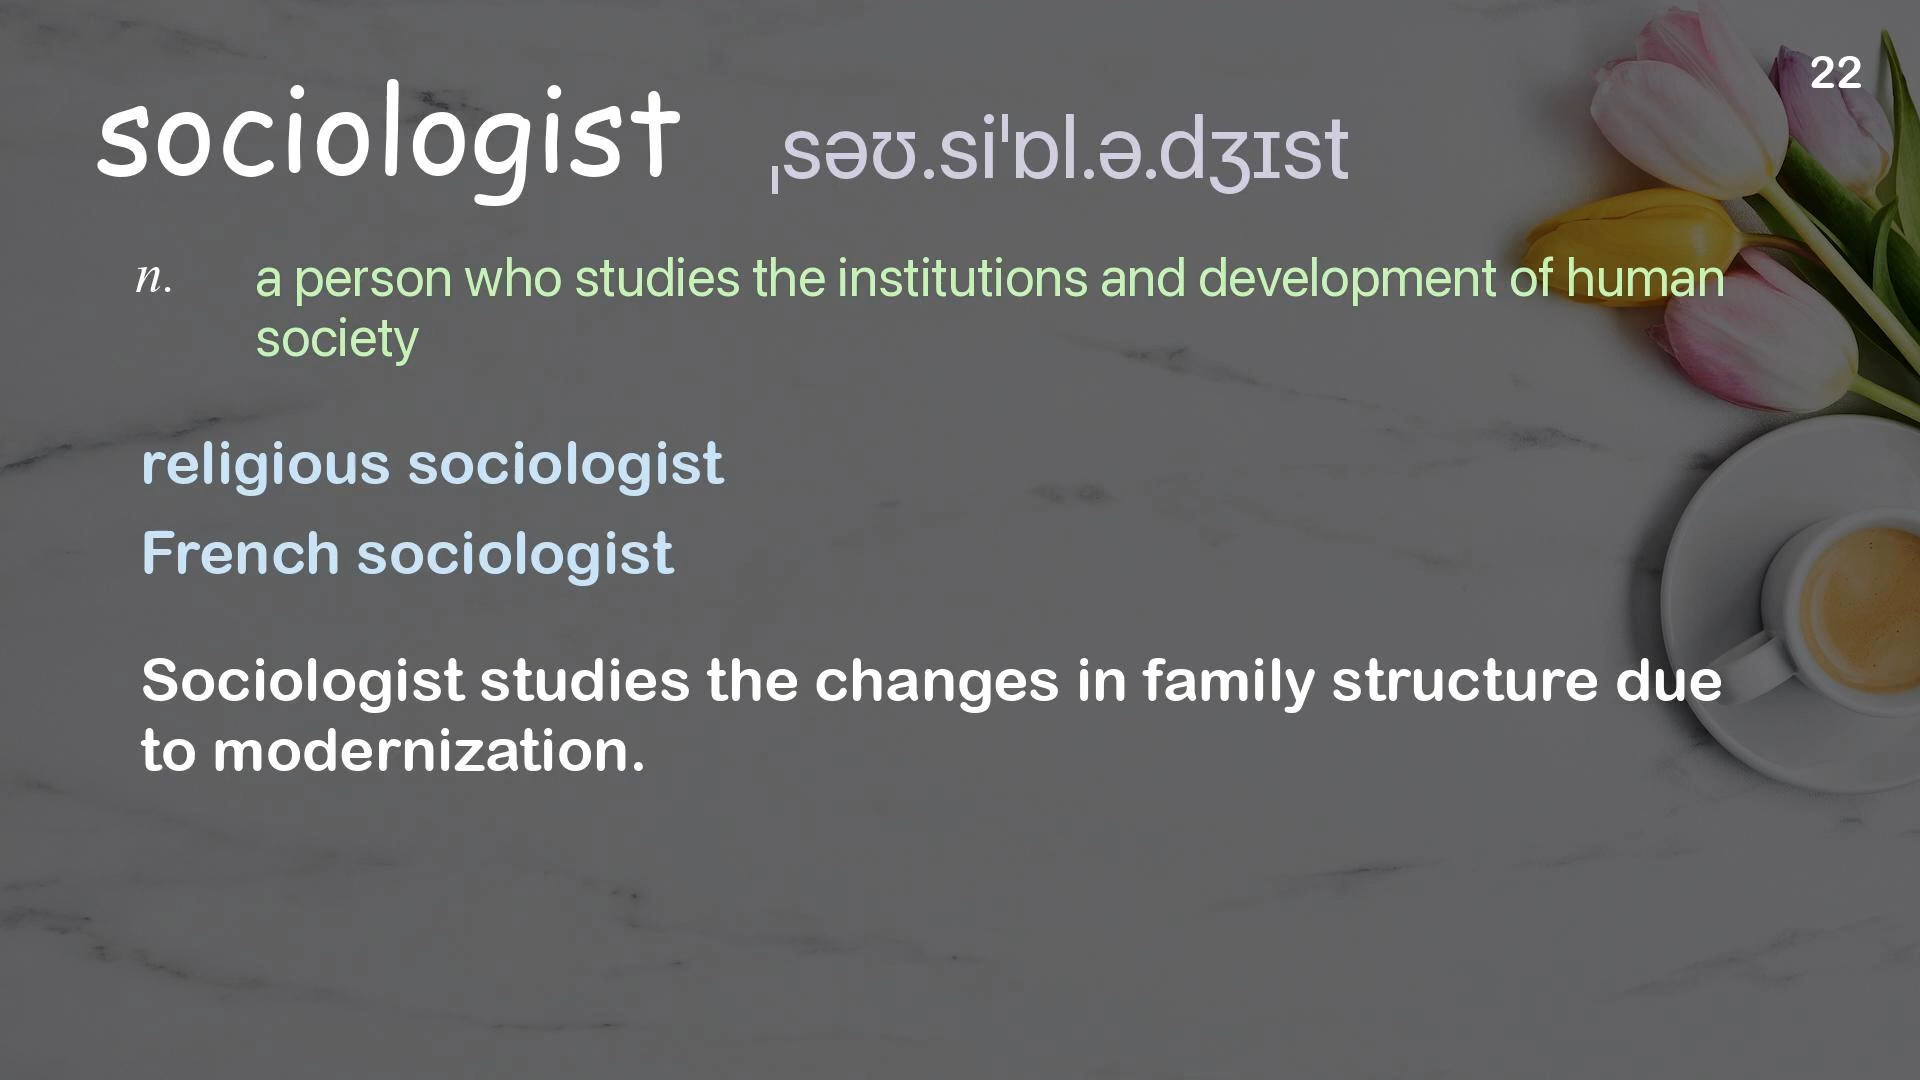 22
sociologist ˌsəʊ.siˈɒl.ə.dʒɪst
n. a person who studies the institutions and development of human
society
religious sociologist
French sociologist
Sociologist studies the changes in family structure due
to modernization.